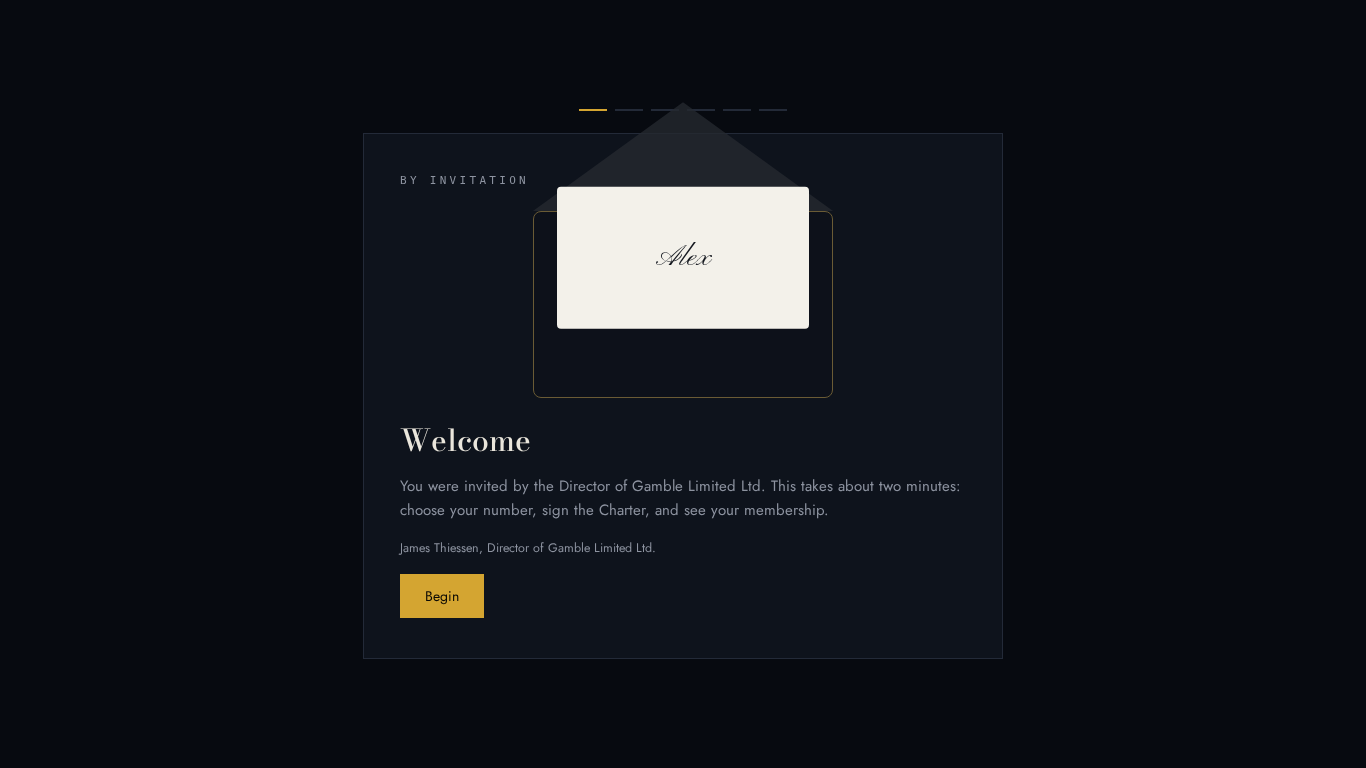 BY INVITATION
Alex
Welcome
You were invited by the Director of Gamble Limited Ltd. This takes about two minutes:
choose your number, sign the Charter, and see your membership.
James Thiessen, Director of Gamble Limited Ltd.
Begin